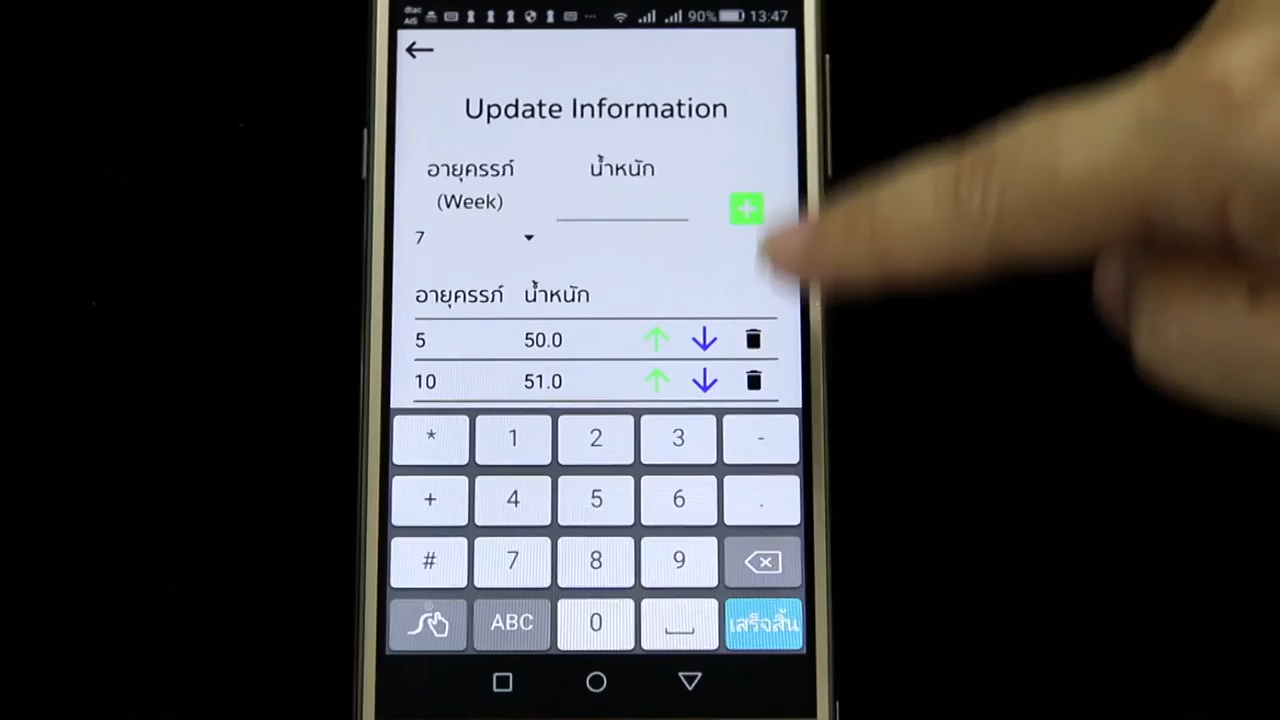 dtac
AIS
90% 13:47
Update Information
อายุครรภ์ น้ำหนัก
(Week)
+
7
อายุครรภ์ น้ำหนัก
5 50.0
10 51.0
* 1 2 3 -
+ 4 5 6 .
# 7 8 9
ABC 0 เสร็จสิ้น